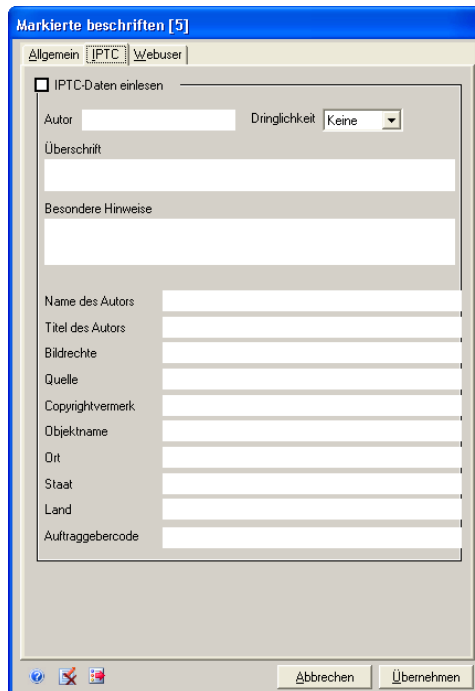 Markierte beschriften [5]
Allgemein IPTC Webuser
IPTC-Daten einlesen
Autor Dringlichkeit Keine
Überschrift
Besondere Hinweise
Name des Autors
Titel des Autors
Bildrechte
Quelle
Copyrightvermerk
Objektname
Ort
Staat
Land
Auftraggebercode
Abbrechen Übernehmen